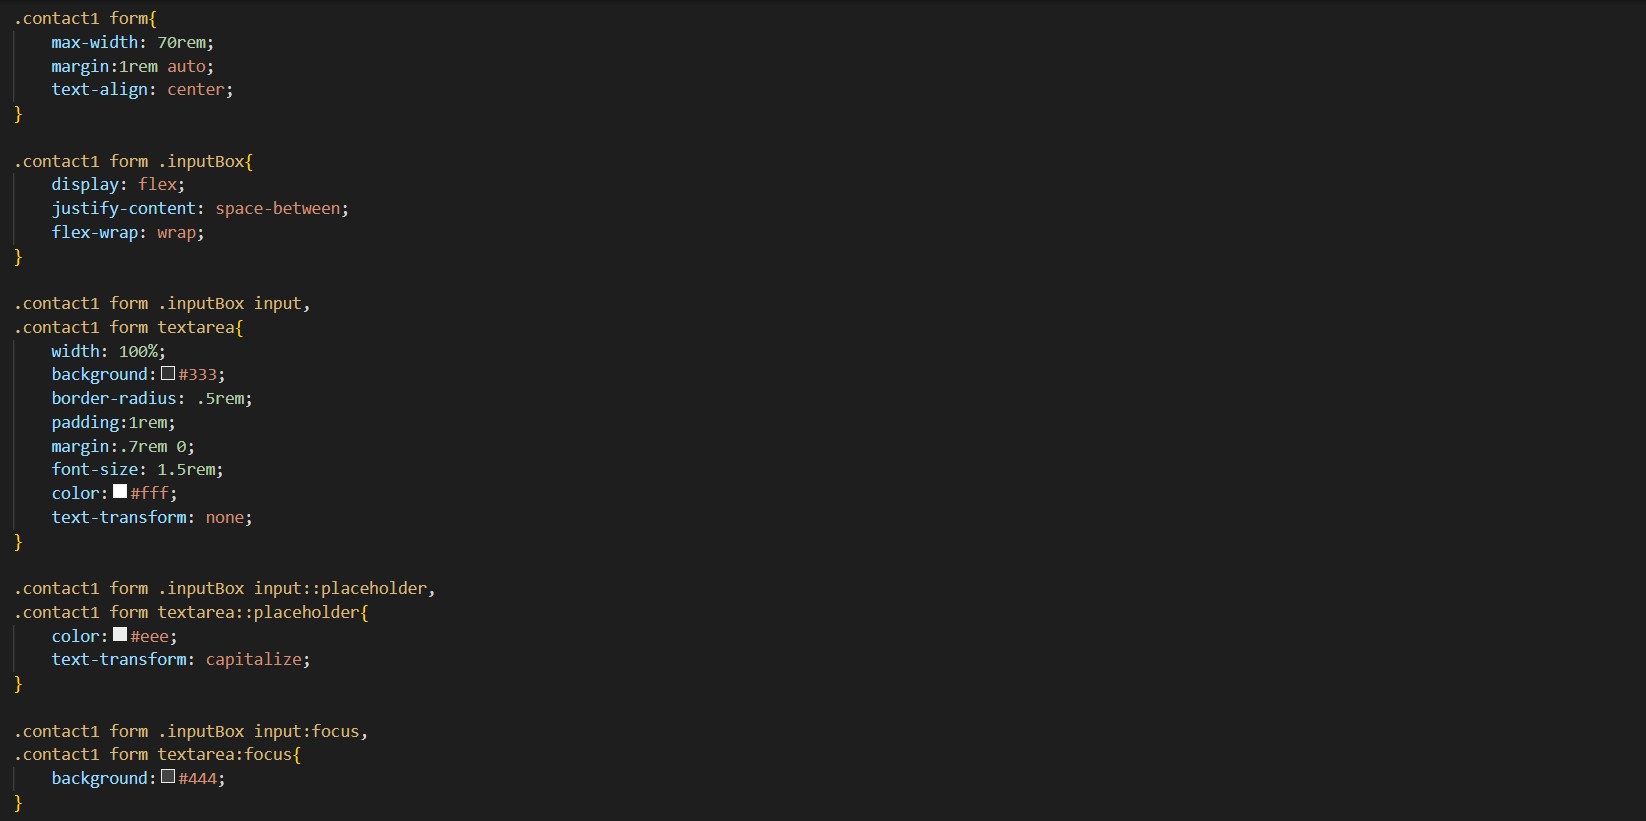 .contact1 form{
    max-width: 70rem;
    margin:1rem auto;
    text-align: center;
}

.contact1 form .inputBox{
    display: flex;
    justify-content: space-between;
    flex-wrap: wrap;
}

.contact1 form .inputBox input,
.contact1 form textarea{
    width: 100%;
    background:#333;
    border-radius: .5rem;
    padding:1rem;
    margin:.7rem 0;
    font-size: 1.5rem;
    color:#fff;
    text-transform: none;
}

.contact1 form .inputBox input::placeholder,
.contact1 form textarea::placeholder{
    color:#eee;
    text-transform: capitalize;
}

.contact1 form .inputBox input:focus,
.contact1 form textarea:focus{
    background:#444;
}